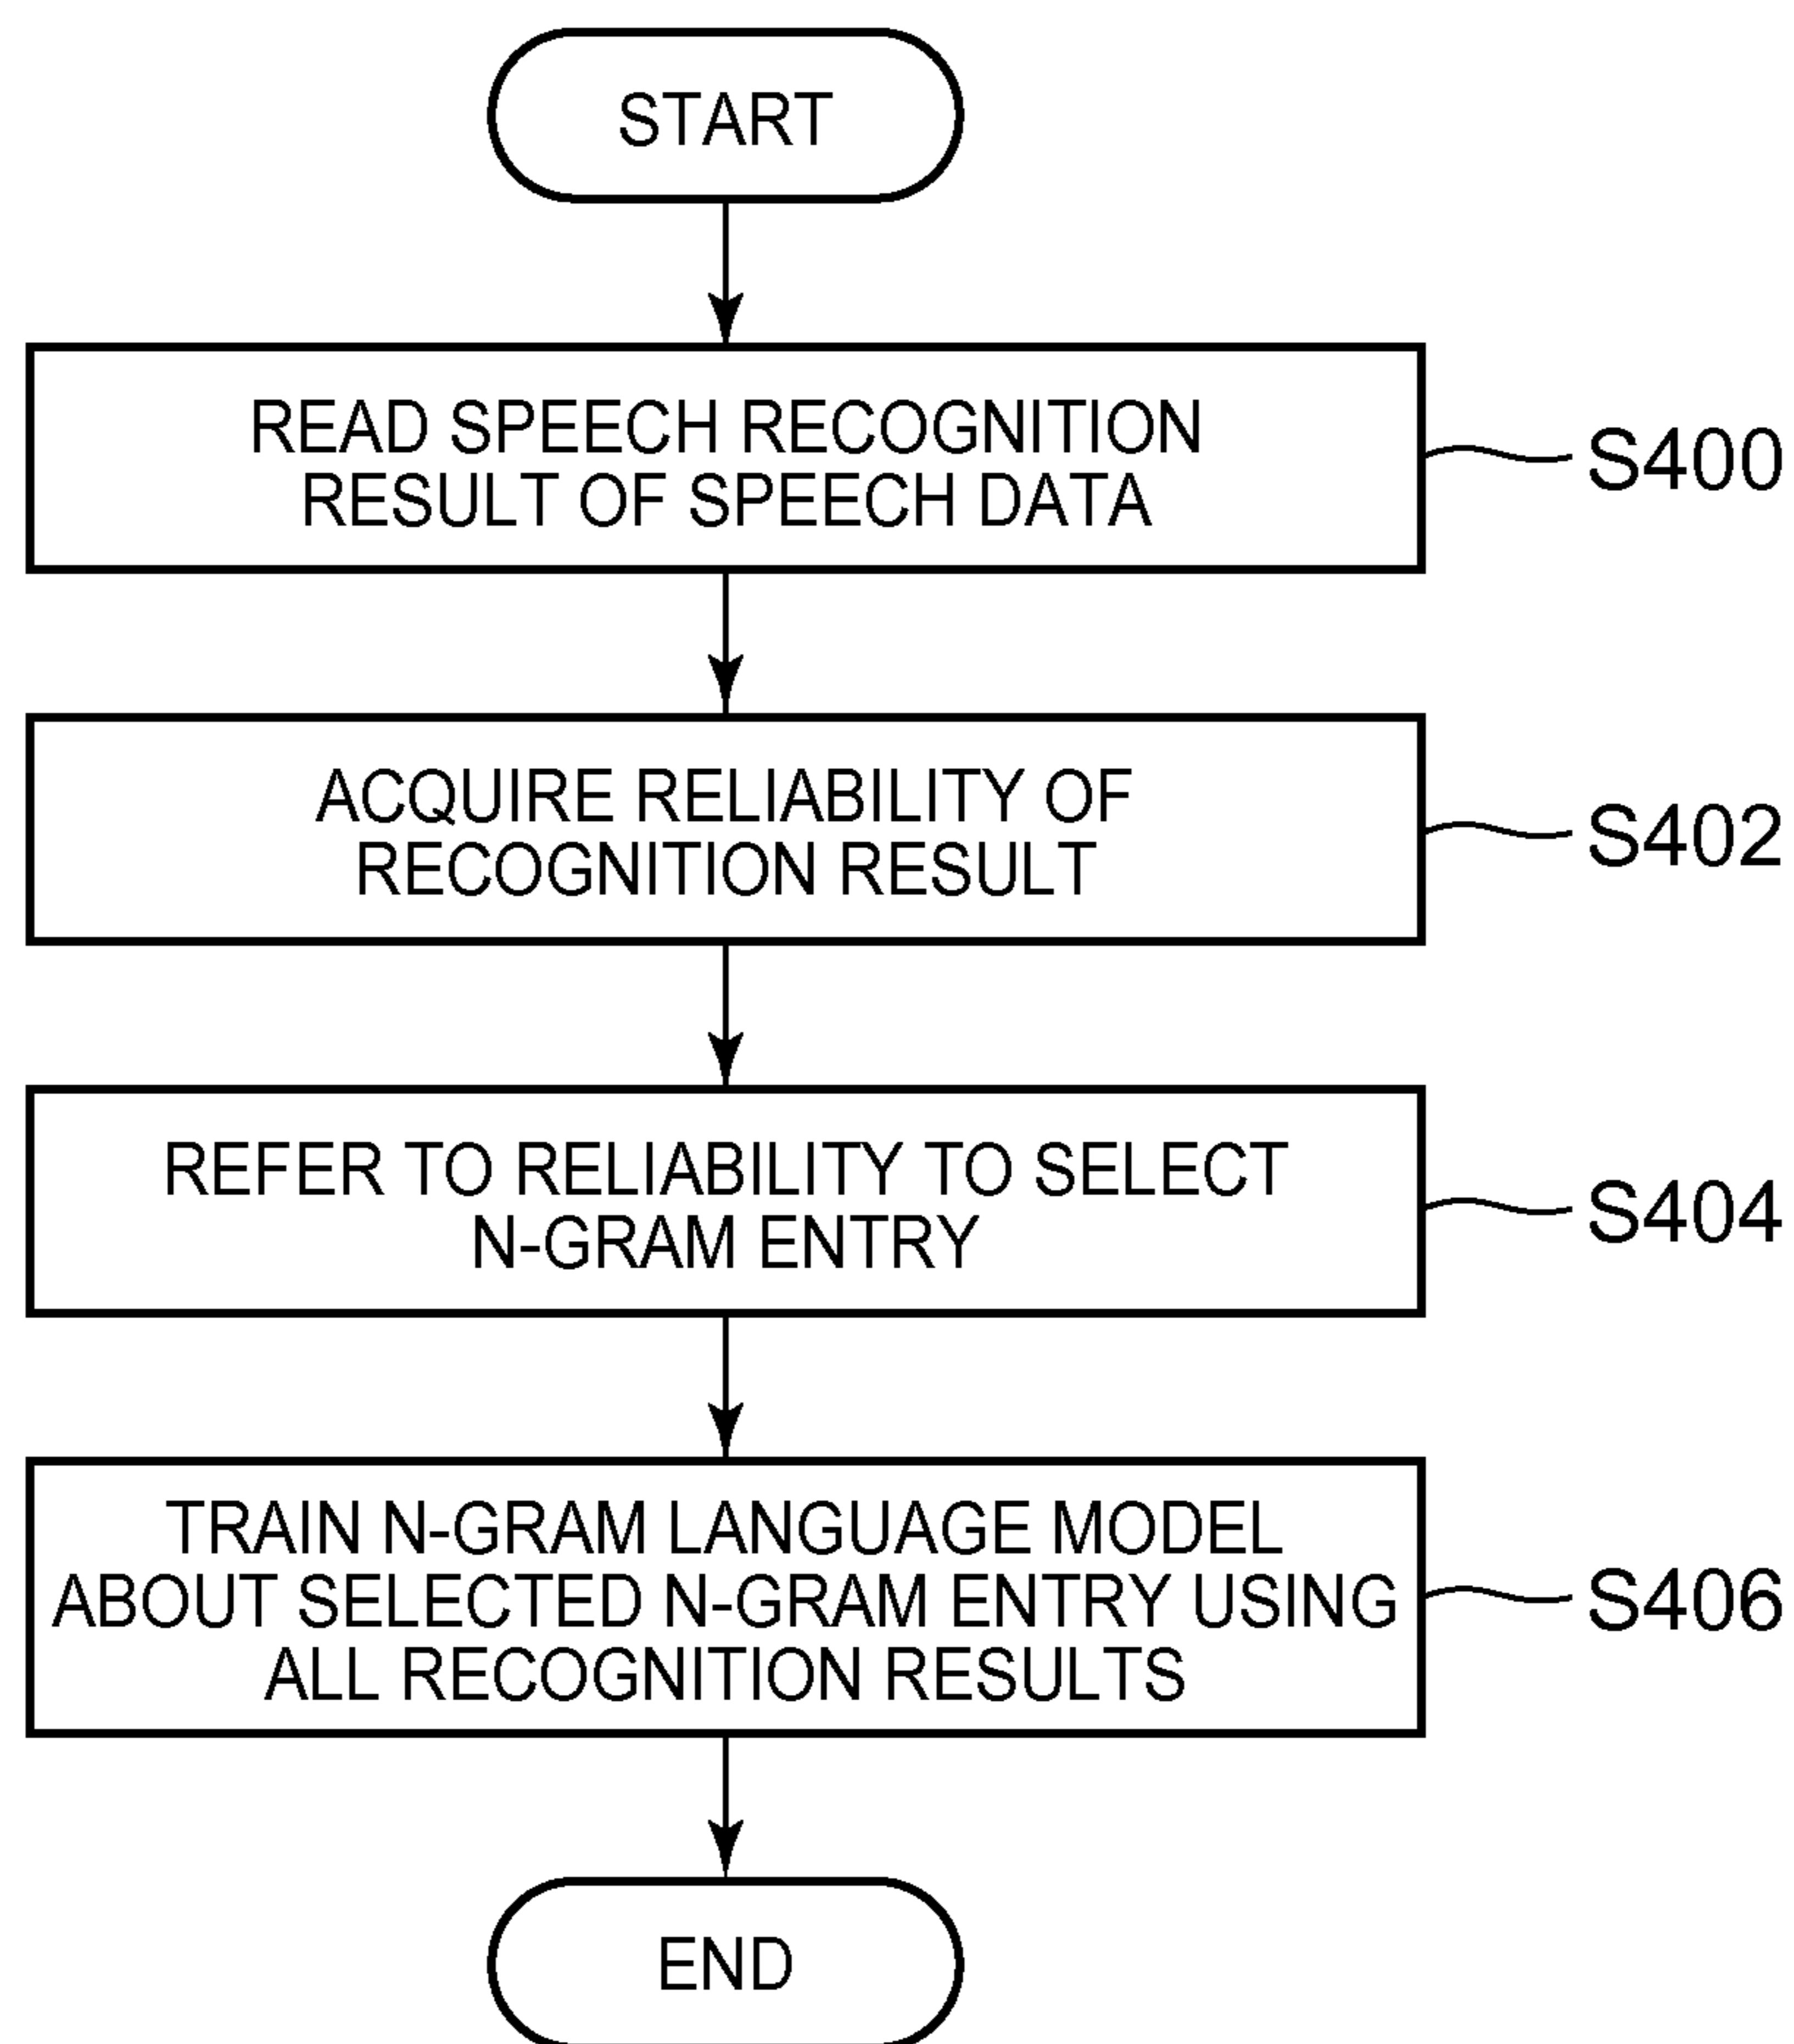 START
READ SPEECH RECOGNITION
RESULT OF SPEECH DATA
S400
ACQUIRE RELIABILITY OF
RECOGNITION RESULT
S402
REFER TO RELIABILITY TO SELECT
N-GRAM ENTRY
S404
TRAIN N-GRAM LANGUAGE MODEL
ABOUT SELECTED N-GRAM ENTRY USING
ALL RECOGNITION RESULTS
S406
END